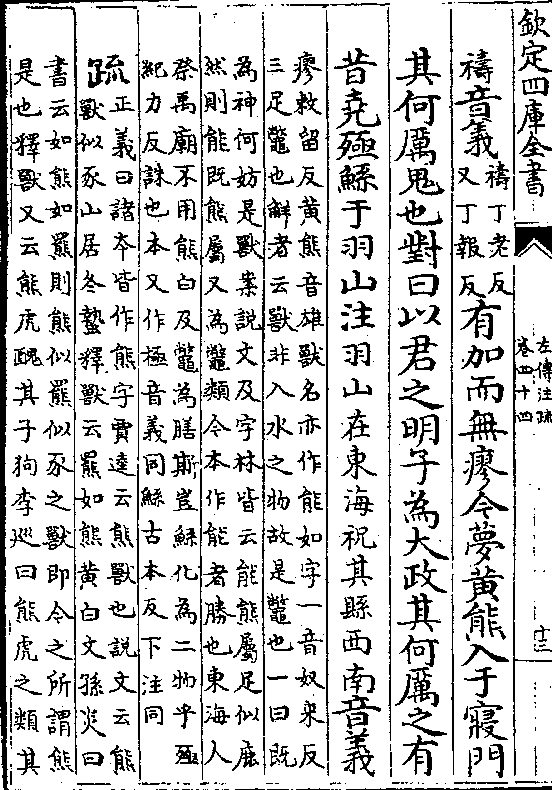 欽定四庫全書
左傳注疏
卷四十四
十三
禱音義禱丁老反又丁報反有加而無瘳今夢黃熊入于寢門
其何厲鬼也對曰以君之明子為大政其何厲之有
昔堯殛鯀于羽山注羽山在東海祝其縣西南音義
瘳敕留反黃熊音雄獸名亦作能如字一音奴來反
三足鼈也解者云獸非入水之物故是鼈也一曰既
為神何妨是獸案說文及字林皆云能熊屬足似鹿
然則能既熊屬又為鼈類今本作能者勝也東海人
祭禹廟不用熊白及鼈為膳斯豈鯀化為二物乎殛
紀力反誅也本又作極音義同鯀古本反下注同
疏正義曰諸本皆作熊字賈逵云熊獸也說文云熊
獸似豕山居冬蟄釋獸云羆如熊黃白文孫炎曰
書云如熊如羆則熊似羆似豕之獸即今之所謂熊
是也釋獸又云熊虎醜其子狗李巡曰熊虎之類其